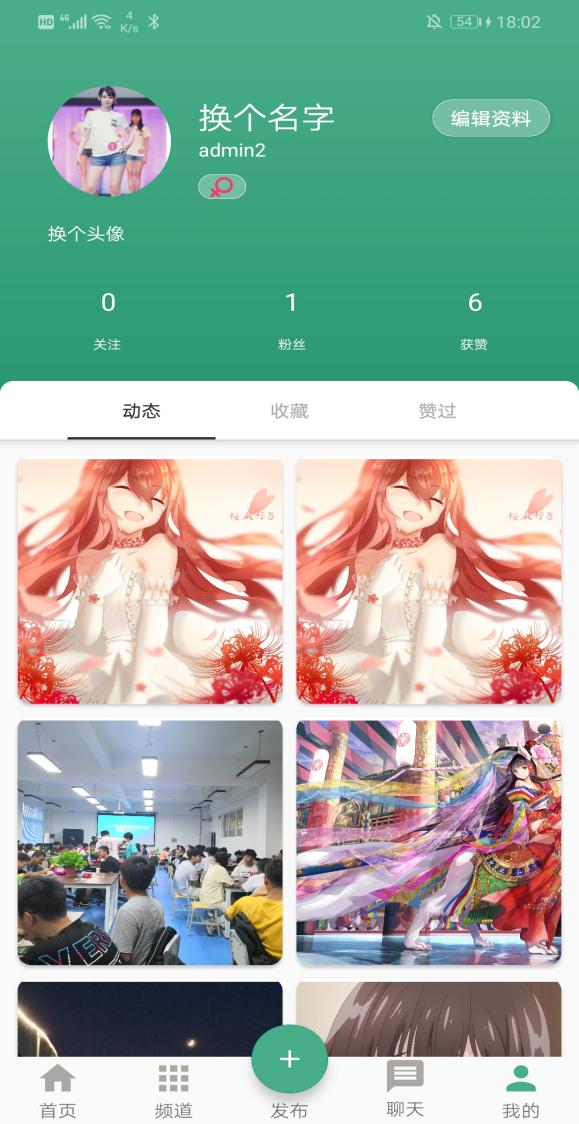 HD 4G 4 K/s 54 18:02
换个名字
编辑资料
admin2
换个头像
0 1 6
关注 粉丝 获赞
动态 收藏 赞过
首页 频道 发布 聊天 我的